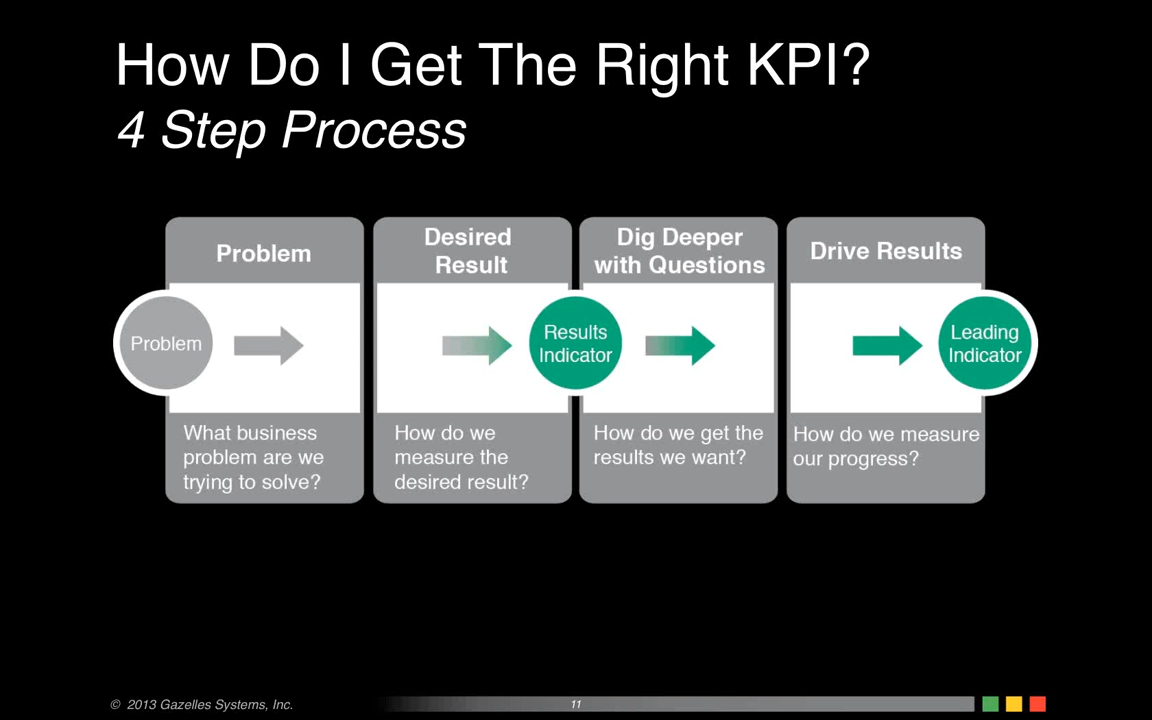 How Do I Get The Right KPI?
4 Step Process
Problem
Desired
Result
Dig Deeper
with Questions
Drive Results
Problem
Results
Indicator
Leading
Indicator
What business
problem are we
trying to solve?
How do we
measure the
desired result?
How do we get the
results we want?
How do we measure
our progress?
© 2013 Gazelles Systems, Inc.
11